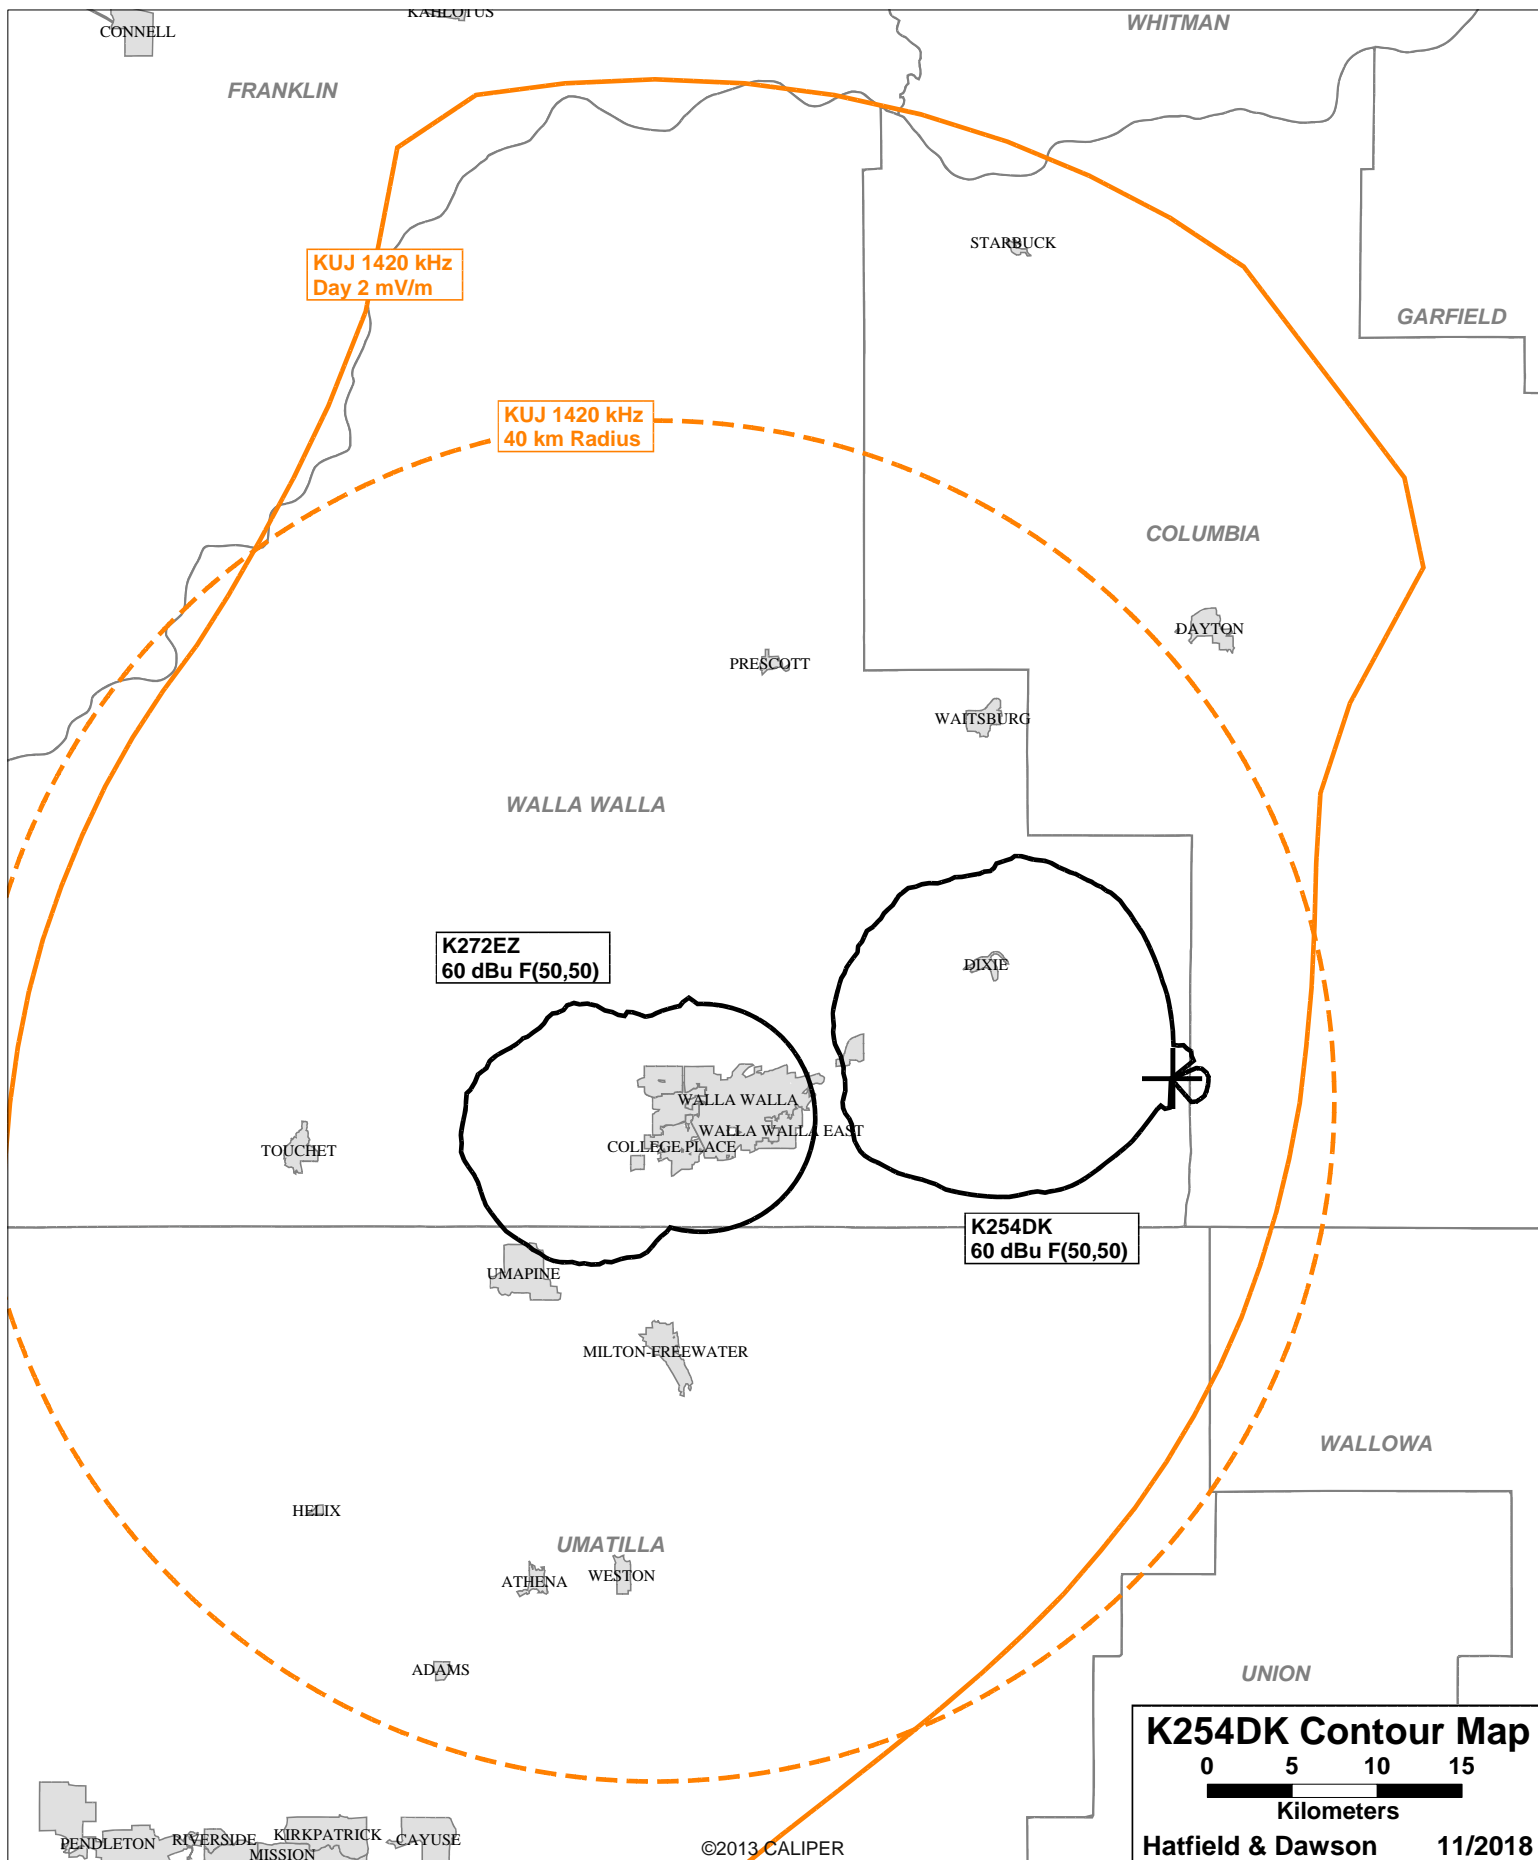 KAHLOTUS
CONNELL
WHITMAN
FRANKLIN
STARBUCK
KUJ 1420 kHz
Day 2 mV/m
GARFIELD
KUJ 1420 kHz
40 km Radius
COLUMBIA
DAYTON
PRESCOTT
WAITSBURG
WALLA WALLA
K272EZ
60 dBu F(50,50)
DIXIE
WALLA WALLA
WALLA WALLA EAST
COLLEGE PLACE
TOUCHET
K254DK
60 dBu F(50,50)
UMAPINE
MILTON-FREEWATER
WALLOWA
HELIX
UMATILLA
ATHENA
WESTON
ADAMS
UNION
K254DK Contour Map
0 5 10 15
Kilometers
Hatfield & Dawson 11/2018
PENDLETON
RIVERSIDE
KIRKPATRICK
CAYUSE
MISSION
©2013 CALIPER